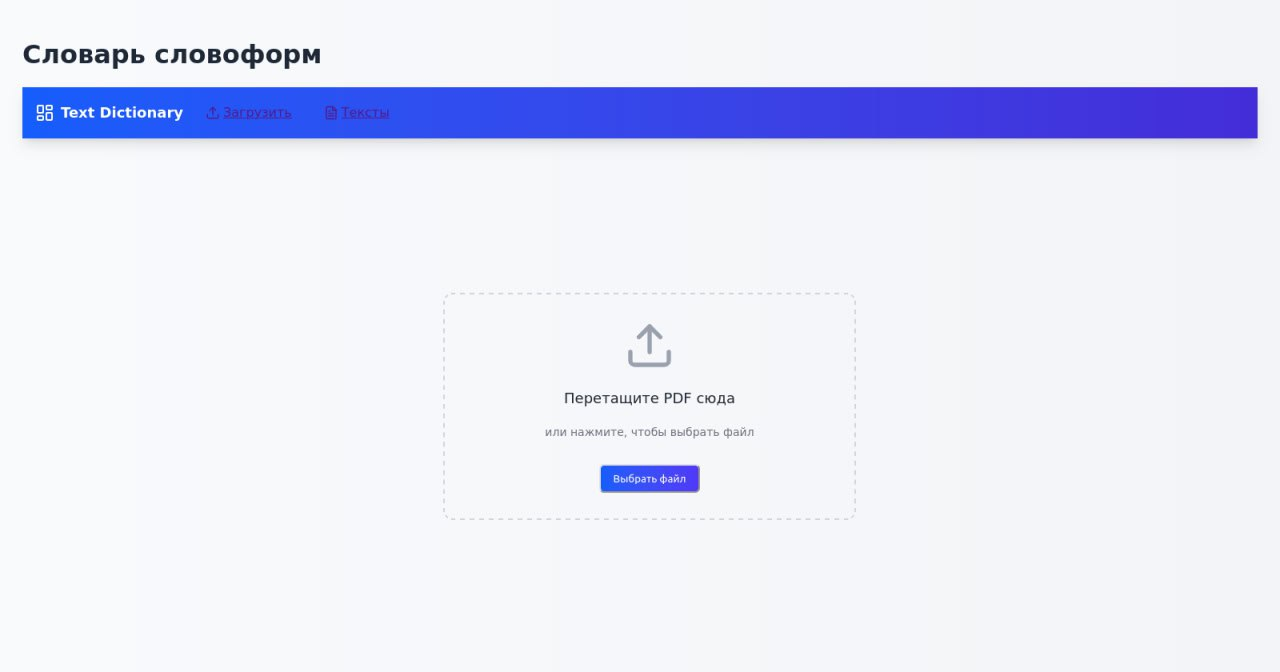 Словарь словоформ
Text Dictionary Загрузить Тексты
Перетащите PDF сюда
или нажмите, чтобы выбрать файл
Выбрать файл